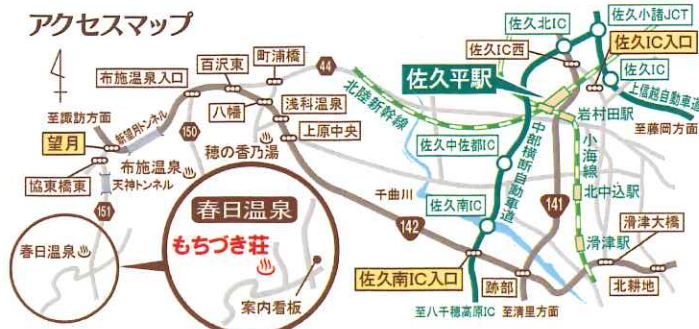 アクセスマップ
佐久北IC
佐久小諸JCT
佐久IC西
佐久IC入口
町浦橋
百沢東
布施温泉入口
44
佐久平駅
佐久IC
上信越自動車道
北陸新幹線
至諏訪方面
新望月トンネル
八幡
浅科温泉
150
岩村田駅
至藤岡方面
望月
上原中央
穂の香乃湯
布施温泉
佐久中佐都IC
中部横断自動車道
小海線
協東橋東
天神トンネル
北中込駅
千曲川
151
春日温泉
もちづき荘
案内看板
142
佐久南IC
141
滑津大橋
滑津駅
春日温泉
佐久南IC入口
跡部
北耕地
至八千穂高原IC
至清里方面